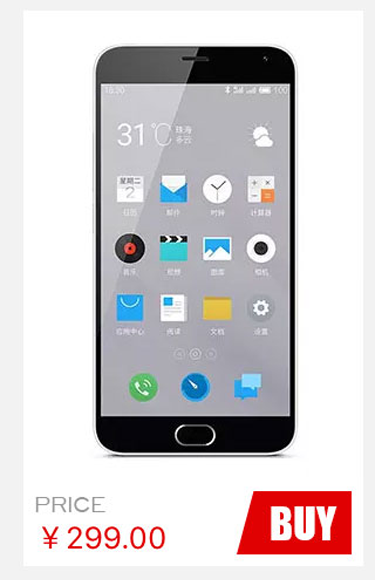 18:20 100
31°C 珠海
多云
星期二
2
日历 邮件 时钟 计算器
音乐 视频 图库 相机
应用中心 阅读 文档 设置
PRICE
¥ 299.00 BUY